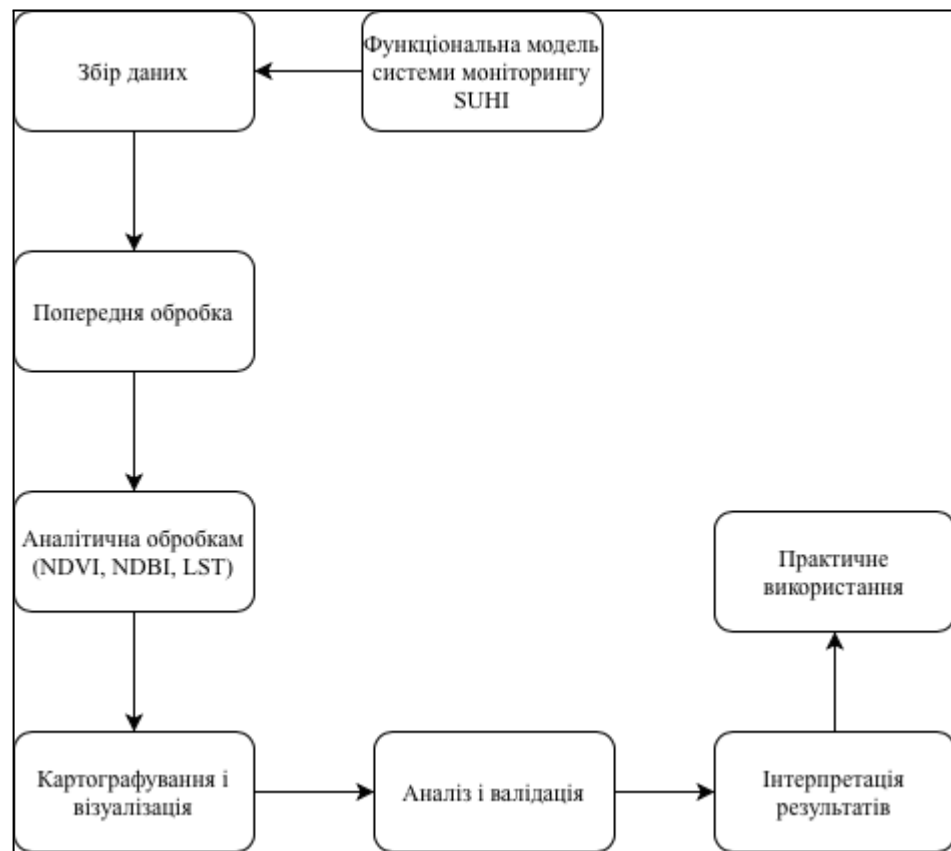 Збір даних
Функціональна модель
системи моніторингу
SUHI
Попередня обробка
Аналітична обробкам
(NDVI, NDBI, LST)
Практичне
використання
Картографування і
візуалізація
Аналіз і валідація
Інтерпретація
результатів